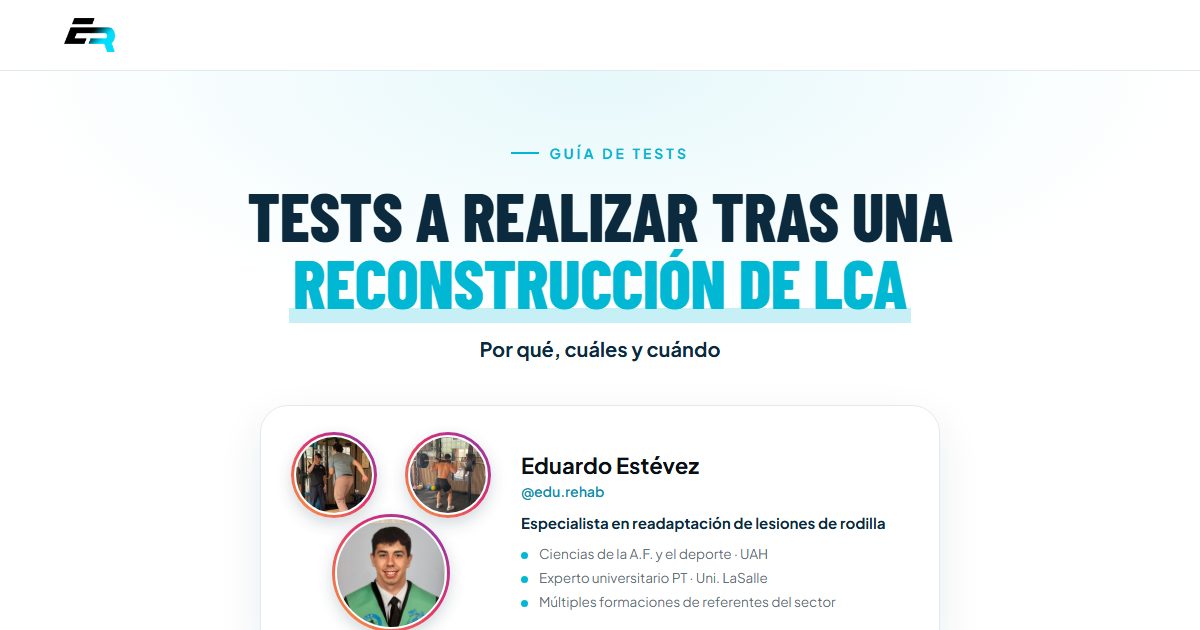 ER
GUÍA DE TESTS
TESTS A REALIZAR TRAS UNA
RECONSTRUCCIÓN DE LCA
Por qué, cuáles y cuándo
Eduardo Estévez
@edu.rehab
Especialista en readaptación de lesiones de rodilla
Ciencias de la A.F. y el deporte · UAH
Experto universitario PT · Uni. LaSalle
Múltiples formaciones de referentes del sector